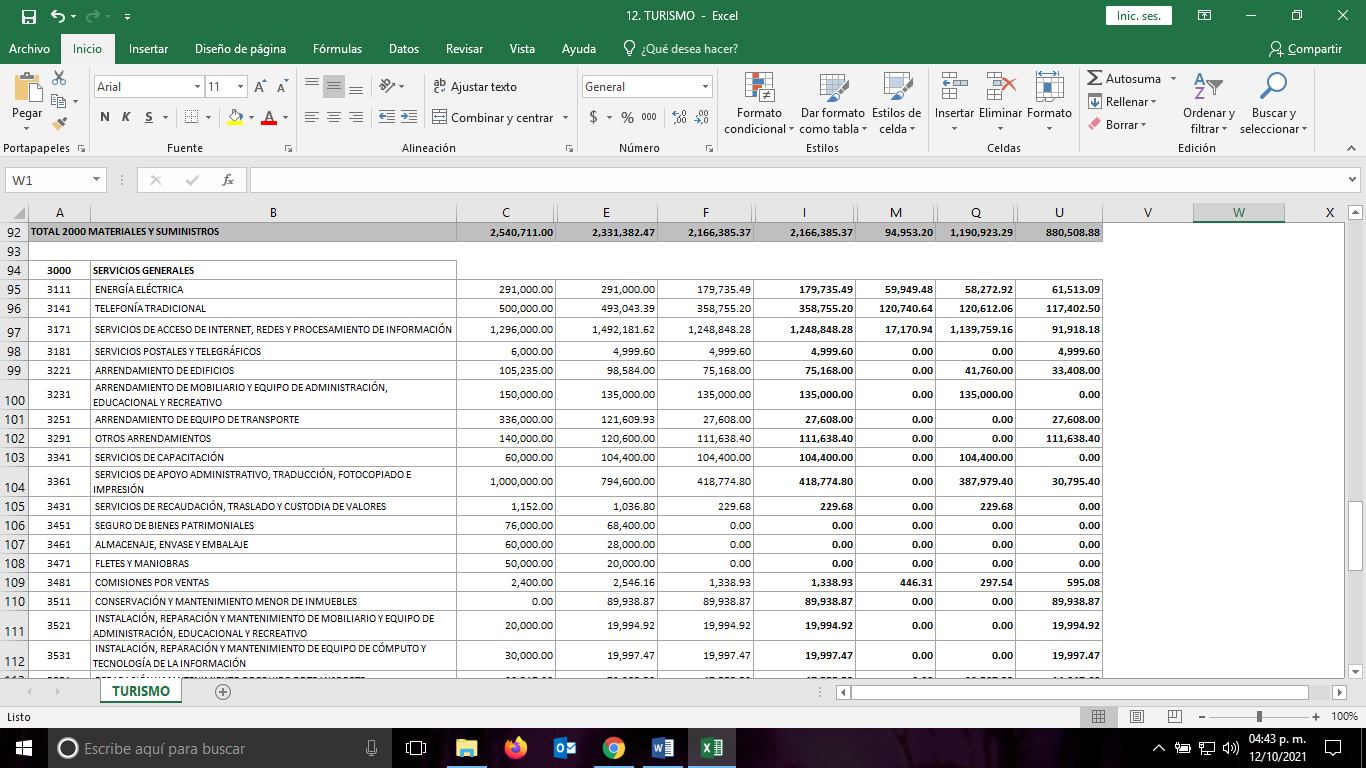 12. TURISMO - Excel
Inic. ses.
Archivo Inicio Insertar Diseño de página Fórmulas Datos Revisar Vista Ayuda ¿Qué desea hacer? Compartir
Pegar
Arial 11
Ajustar texto
General
Formato condicional
Dar formato como tabla
Estilos de celda
Insertar Eliminar Formato
Autosuma
Rellenar
Borrar
Ordenar y filtrar
Buscar y seleccionar
N K S
Combinar y centrar
$ % 000
Portapapeles Fuente Alineación Número Estilos Celdas Edición
W1 fx
A B C E F I M Q U V W X
92 TOTAL 2000 MATERIALES Y SUMINISTROS 2,540,711.00 2,331,382.47 2,166,385.37 2,166,385.37 94,953.20 1,190,923.29 880,508.88
93
94 3000 SERVICIOS GENERALES
95 3111 ENERGÍA ELÉCTRICA 291,000.00 291,000.00 179,735.49 179,735.49 59,949.48 58,272.92 61,513.09
96 3141 TELEFONÍA TRADICIONAL 500,000.00 493,043.39 358,755.20 358,755.20 120,740.64 120,612.06 117,402.50
97 3171 SERVICIOS DE ACCESO DE INTERNET, REDES Y PROCESAMIENTO DE INFORMACIÓN 1,296,000.00 1,492,181.62 1,248,848.28 1,248,848.28 17,170.94 1,139,759.16 91,918.18
98 3181 SERVICIOS POSTALES Y TELEGRÁFICOS 6,000.00 4,999.60 4,999.60 4,999.60 0.00 0.00 4,999.60
99 3221 ARRENDAMIENTO DE EDIFICIOS 105,235.00 98,584.00 75,168.00 75,168.00 0.00 41,760.00 33,408.00
100 3231 ARRENDAMIENTO DE MOBILIARIO Y EQUIPO DE ADMINISTRACIÓN,
EDUCACIONAL Y RECREATIVO 150,000.00 135,000.00 135,000.00 135,000.00 0.00 135,000.00 0.00
101 3251 ARRENDAMIENTO DE EQUIPO DE TRANSPORTE 336,000.00 121,609.93 27,608.00 27,608.00 0.00 0.00 27,608.00
102 3291 OTROS ARRENDAMIENTOS 140,000.00 120,600.00 111,638.40 111,638.40 0.00 0.00 111,638.40
103 3341 SERVICIOS DE CAPACITACIÓN 60,000.00 104,400.00 104,400.00 104,400.00 0.00 104,400.00 0.00
104 3361 SERVICIOS DE APOYO ADMINISTRATIVO, TRADUCCIÓN, FOTOCOPIADO E
IMPRESIÓN 1,000,000.00 794,600.00 418,774.80 418,774.80 0.00 387,979.40 30,795.40
105 3431 SERVICIOS DE RECAUDACIÓN, TRASLADO Y CUSTODIA DE VALORES 1,152.00 1,036.80 229.68 229.68 0.00 229.68 0.00
106 3451 SEGURO DE BIENES PATRIMONIALES 76,000.00 68,400.00 0.00 0.00 0.00 0.00 0.00
107 3461 ALMACENAJE, ENVASE Y EMBALAJE 60,000.00 28,000.00 0.00 0.00 0.00 0.00 0.00
108 3471 FLETES Y MANIOBRAS 50,000.00 20,000.00 0.00 0.00 0.00 0.00 0.00
109 3481 COMISIONES POR VENTAS 2,400.00 2,546.16 1,338.93 1,338.93 446.31 297.54 595.08
110 3511 CONSERVACIÓN Y MANTENIMIENTO MENOR DE INMUEBLES 0.00 89,938.87 89,938.87 89,938.87 0.00 0.00 89,938.87
111 3521 INSTALACIÓN, REPARACIÓN Y MANTENIMIENTO DE MOBILIARIO Y EQUIPO DE
ADMINISTRACIÓN, EDUCACIONAL Y RECREATIVO 20,000.00 19,994.92 19,994.92 19,994.92 0.00 0.00 19,994.92
112 3531 INSTALACIÓN, REPARACIÓN Y MANTENIMIENTO DE EQUIPO DE CÓMPUTO Y
TECNOLOGÍA DE LA INFORMACIÓN 30,000.00 19,997.47 19,997.47 19,997.47 0.00 0.00 19,997.47
TURISMO
Listo 100%
Escribe aquí para buscar
04:43 p. m.
12/10/2021